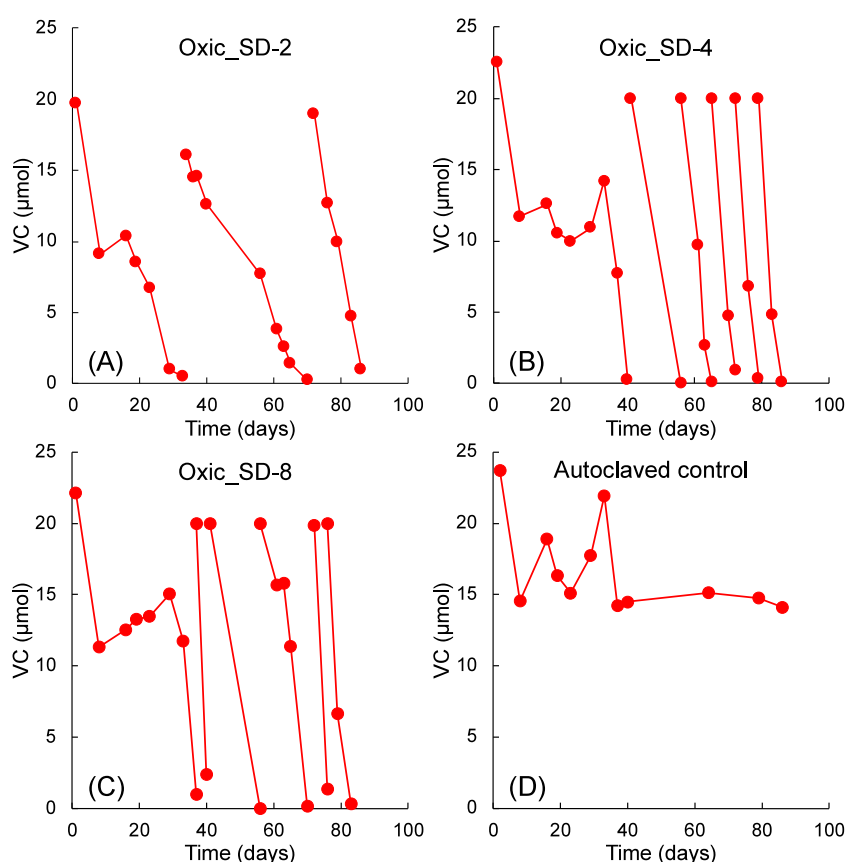 Oxic_SD-2
25
20
15
10
5
0
VC (µmol)
(A)
0 20 40 60 80 100
Time (days)
Oxic_SD-4
25
20
15
10
5
0
VC (µmol)
(B)
0 20 40 60 80 100
Time (days)
Oxic_SD-8
25
20
15
10
5
0
VC (µmol)
(C)
0 20 40 60 80 100
Time (days)
Autoclaved control
25
20
15
10
5
0
VC (µmol)
(D)
0 20 40 60 80 100
Time (days)